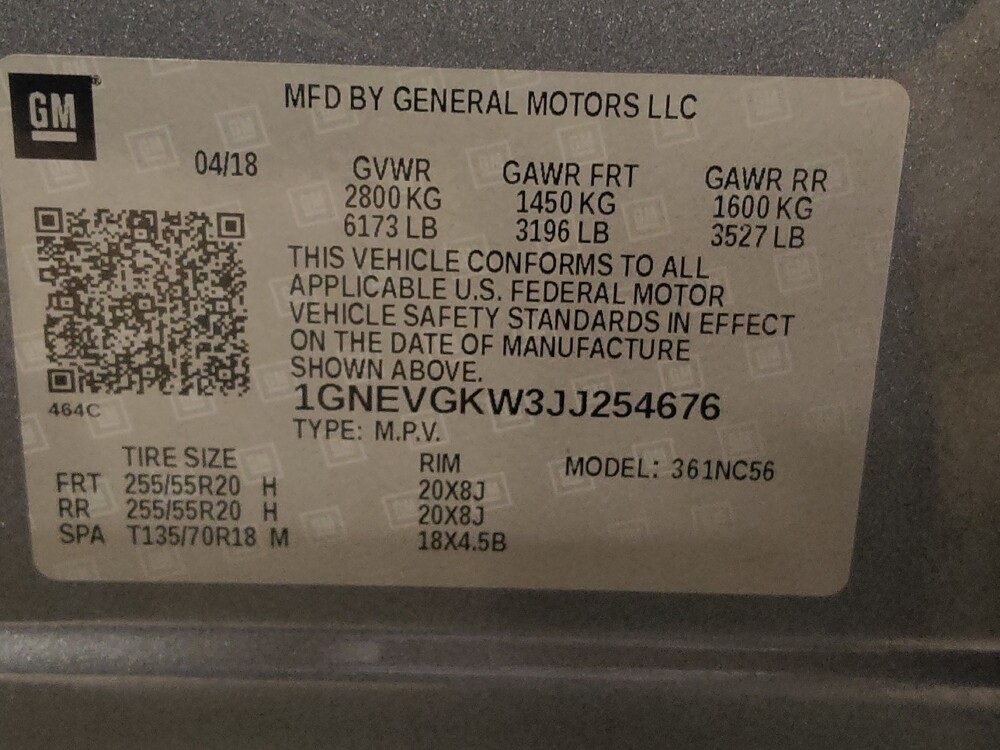 GM
MFD BY GENERAL MOTORS LLC
04/18
GVWR GAWR FRT GAWR RR
2800 KG 1450 KG 1600 KG
6173 LB 3196 LB 3527 LB
THIS VEHICLE CONFORMS TO ALL
APPLICABLE U.S. FEDERAL MOTOR
VEHICLE SAFETY STANDARDS IN EFFECT
ON THE DATE OF MANUFACTURE
SHOWN ABOVE.
464C
1GNEVGKW3JJ254676
TYPE: M.P.V.
TIRE SIZE RIM MODEL: 361NC56
FRT 255/55R20 H 20X8J
RR 255/55R20 H 20X8J
SPA T135/70R18 M 18X4.5B